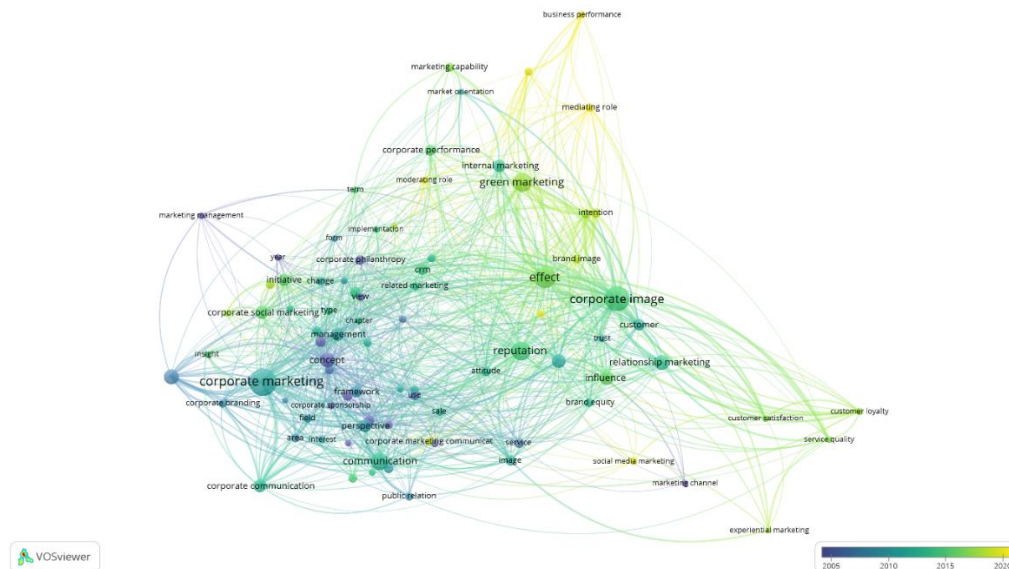 business performance
marketing capability
market orientation
mediating role
corporate performance
internal marketing
moderating role
green marketing
term
marketing management
intention
implementation
form
year
corporate philanthropy
brand image
crm
initiative
change
effect
related marketing
view
corporate image
corporate social marketing
type
chapter
customer
management
trust
reputation
insight
concept
relationship marketing
attitude
corporate marketing
influence
framework
use
corporate branding
corporate sponsorship
brand equity
sale
customer loyalty
field
customer satisfaction
perspective
area
interest
corporate marketing communicat
service
service quality
communication
image
social media marketing
corporate communication
marketing channel
public relation
experiential marketing
VOSviewer
2005 2010 2015 2020